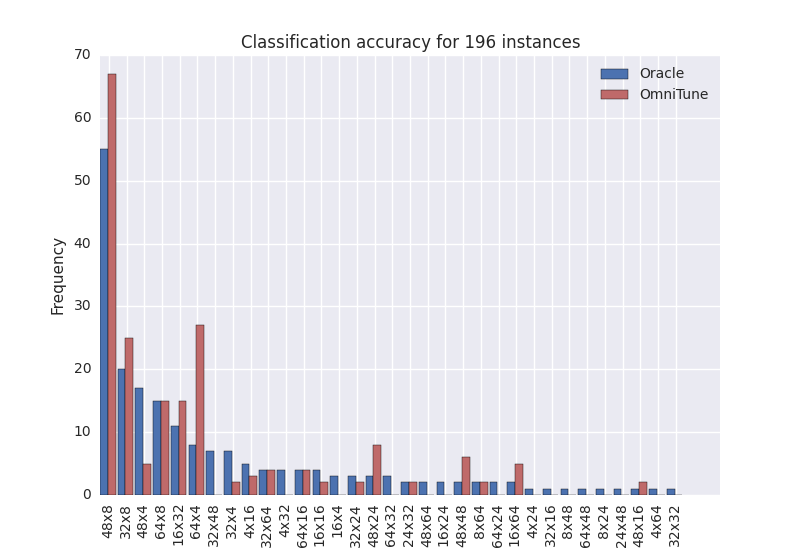 Classification accuracy for 196 instances
Oracle
OmniTune
Frequency
70
60
50
40
30
20
10
0
48x8
32x8
48x4
64x8
16x32
64x4
32x48
32x4
4x16
32x64
4x32
64x16
16x16
16x4
32x24
48x24
64x32
24x32
48x64
16x24
48x48
8x64
64x24
16x64
4x24
32x16
8x48
64x48
8x24
24x48
48x16
4x64
32x32